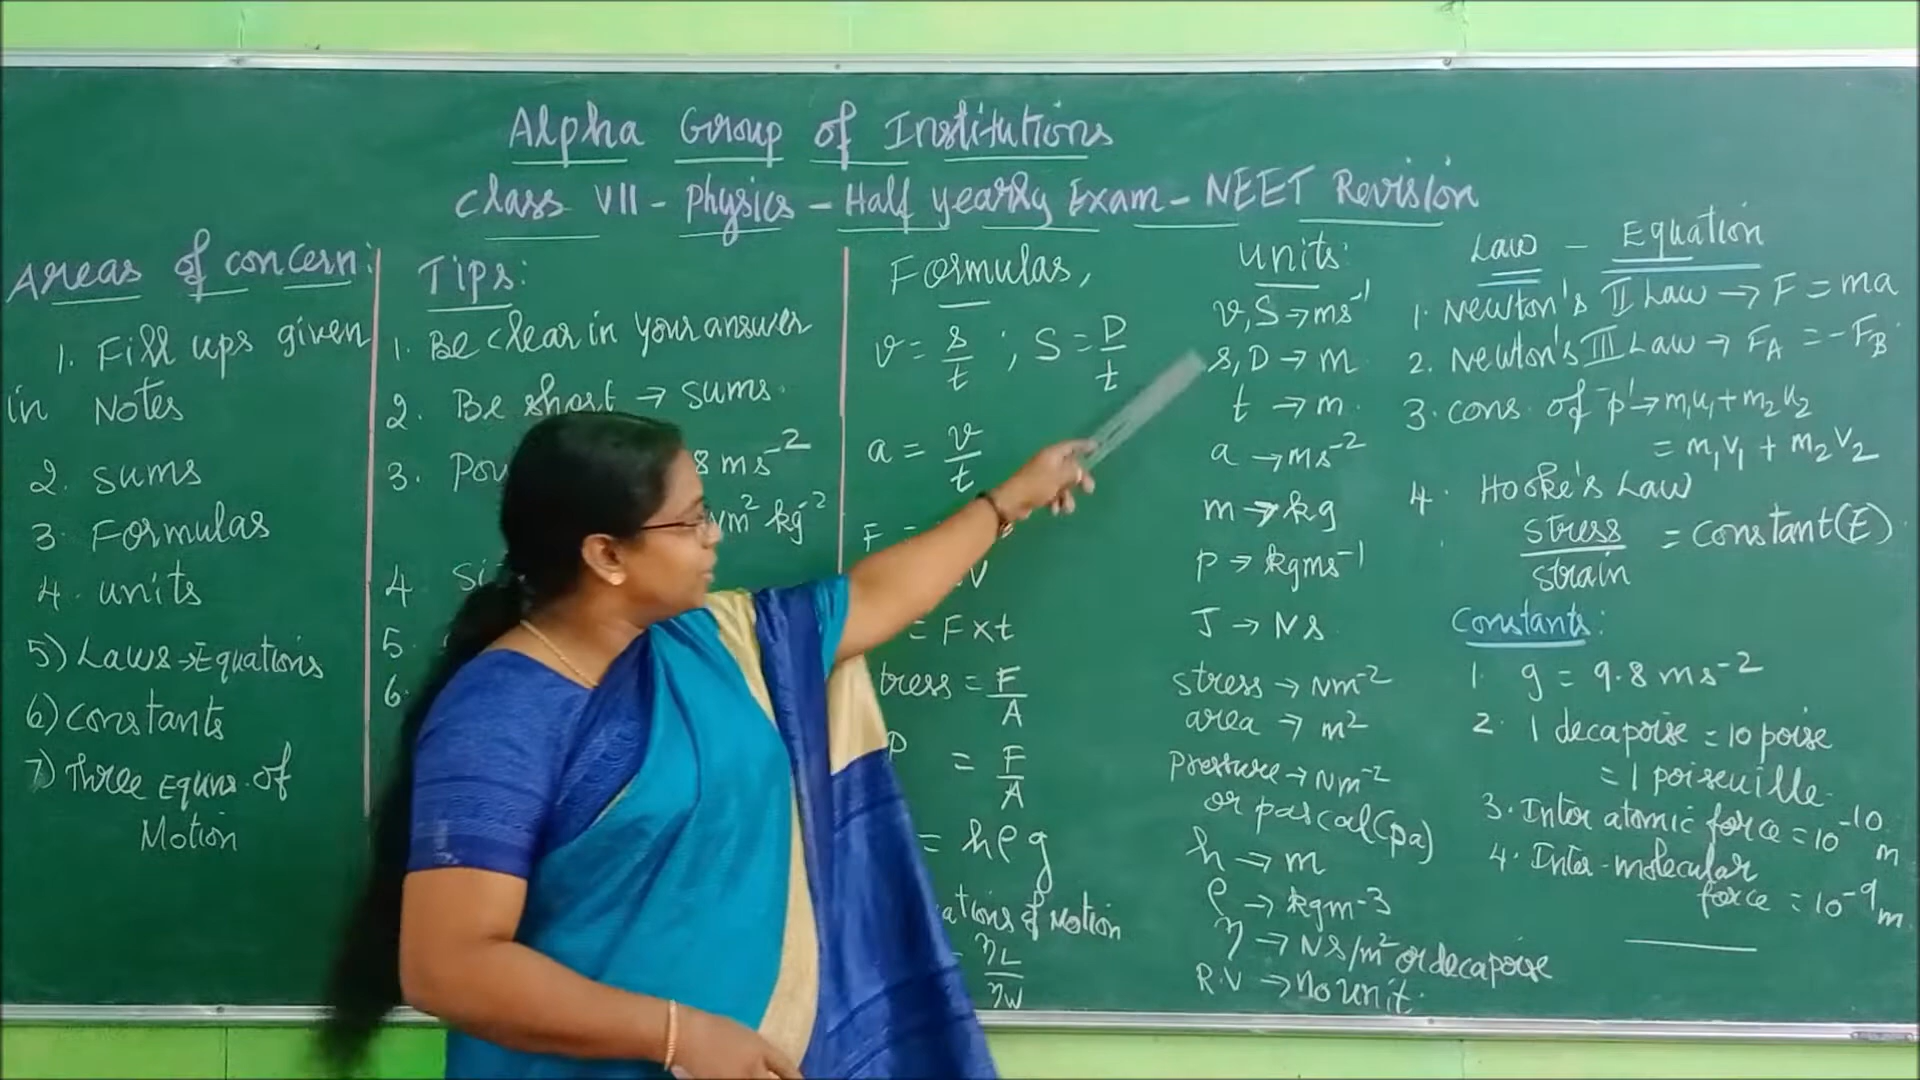 Alpha Group of Institutions
Class VII - Physics - Half yearly Exam - NEET Revision
Areas of concern:
1. Fill ups given
in Notes
2. sums
3. Formulas
4. units
5) Laws → Equations
6) constants
7) Three Equns. of
Motion
Tips:
1. Be clear in your answer
2. Be short → sums.
3.
8 ms⁻²
m² kg⁻²
4
5.
6.
Formulas,
v = s/t ; S = D/t
a = v/t
F =
V
= F x t
tress = F/A
P = F/A
= hρg
ations of Motion
ηL/ηw
units:
v, S → ms⁻¹
s, D → m
t → m
a → ms⁻²
m → kg
p → kgms⁻¹
J → Ns
stress → Nm⁻²
area → m²
pressure → Nm⁻²
or pascal (pa)
h → m
ρ → kgm-3
η → NS/m² or decapoise
R.V → no unit.
Law - Equation
1. Newton's II Law → F = ma
2. Newton's III Law → FA = -FB
3. cons. of 'p' → m₁u₁ + m₂u₂
= m₁v₁ + m₂v₂
4. Hooke's Law
stress/strain = constant (E)
Constants:
1. g = 9.8 ms⁻²
2. 1 decapoise = 10 poise
= 1 poiseuille
3. Inter atomic force = 10⁻¹⁰ m
4. Inter-molecular
force = 10⁻⁹ m